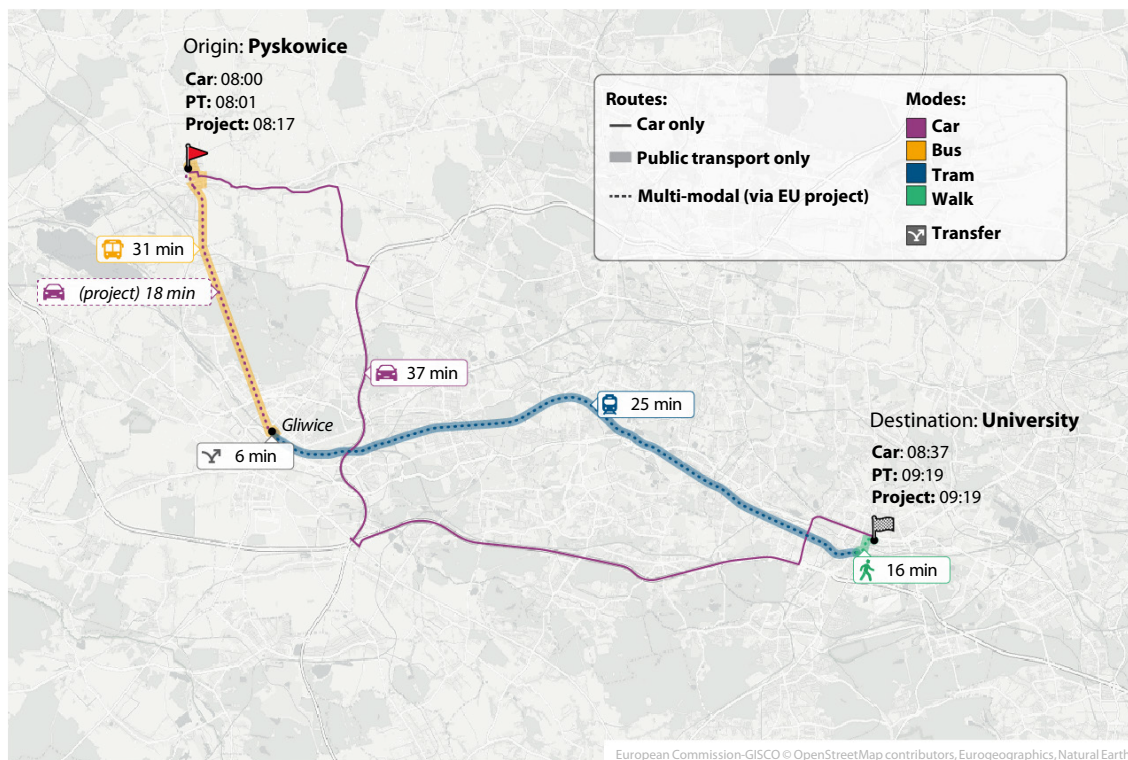 Origin: Pyskowice
Car: 08:00
PT: 08:01
Project: 08:17
Routes:
Car only
Public transport only
Multi-modal (via EU project)
Modes:
Car
Bus
Tram
Walk
Transfer
31 min
(project) 18 min
37 min
25 min
Gliwice
6 min
Destination: University
Car: 08:37
PT: 09:19
Project: 09:19
16 min
European Commission-GISCO © OpenStreetMap contributors, Eurogeographics, Natural Earth